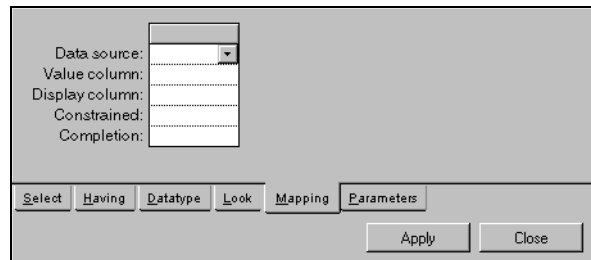 Data source:
Value column:
Display column:
Constrained:
Completion:
Select Having Datatype Look Mapping Parameters
Apply Close